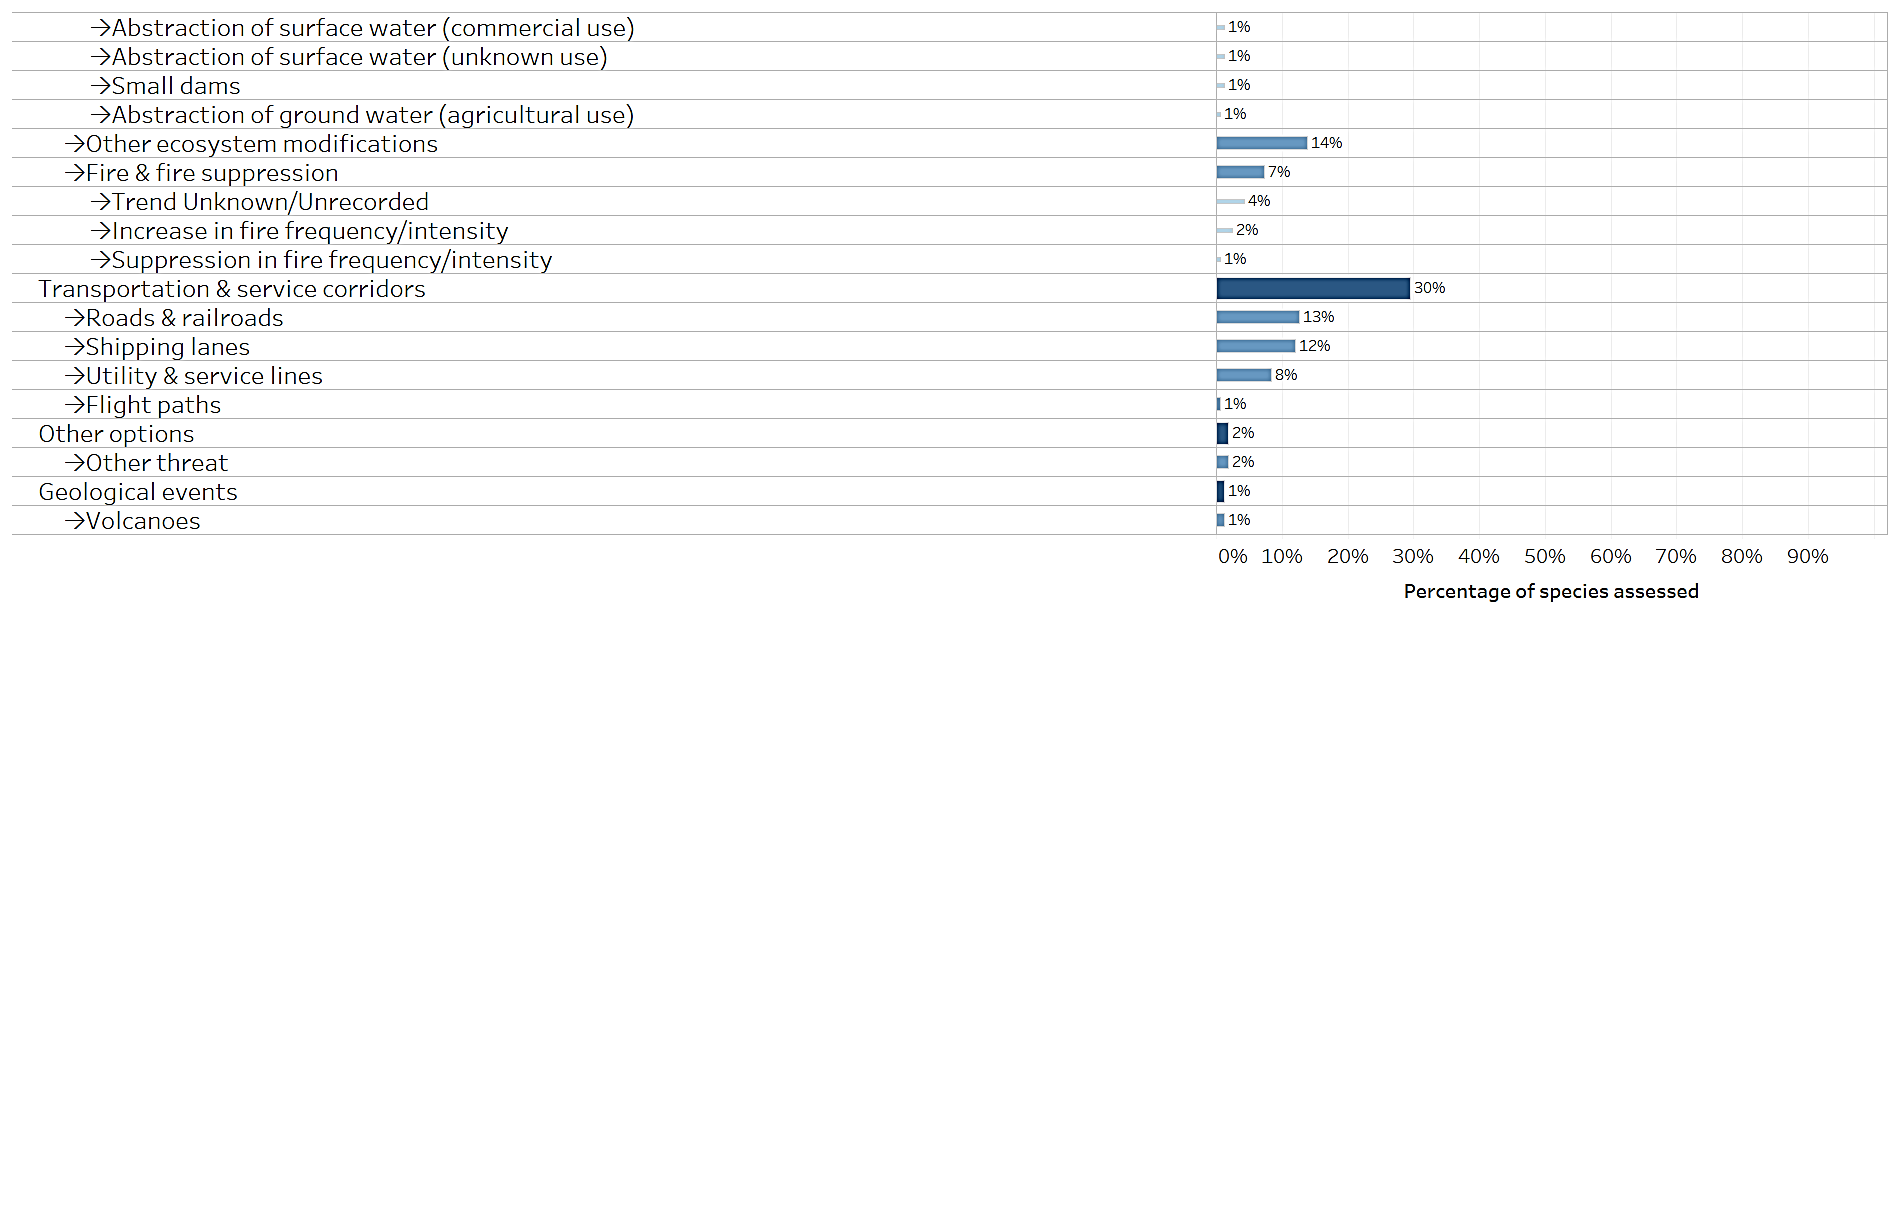 →Abstraction of surface water (commercial use) 1%
→Abstraction of surface water (unknown use) 1%
→Small dams 1%
→Abstraction of ground water (agricultural use) 1%
→Other ecosystem modifications 14%
→Fire & fire suppression 7%
→Trend Unknown/Unrecorded 4%
→Increase in fire frequency/intensity 2%
→Suppression in fire frequency/intensity 1%
Transportation & service corridors 30%
→Roads & railroads 13%
→Shipping lanes 12%
→Utility & service lines 8%
→Flight paths 1%
Other options 2%
→Other threat 2%
Geological events 1%
→Volcanoes 1%
0% 10% 20% 30% 40% 50% 60% 70% 80% 90%
Percentage of species assessed